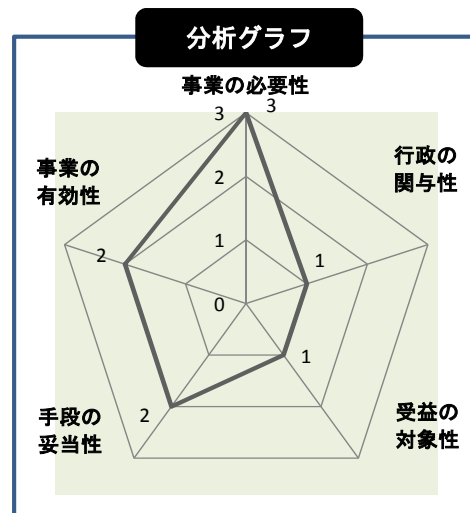 分析グラフ
事業の必要性
3
3
行政の
関与性
事業の
有効性
2
1
1
2
0
1
受益の
対象性
手段の
妥当性
2